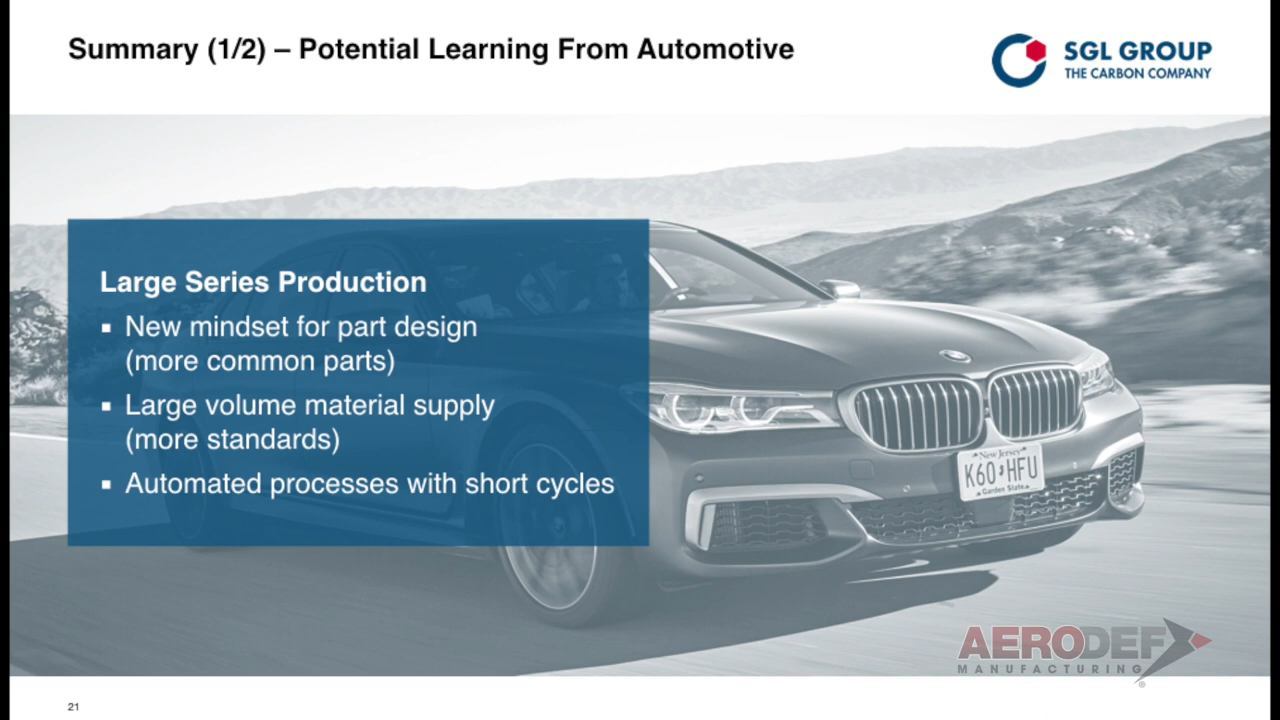 Summary (1/2) – Potential Learning From Automotive
SGL GROUP
THE CARBON COMPANY
Large Series Production
▪ New mindset for part design
(more common parts)
▪ Large volume material supply
(more standards)
▪ Automated processes with short cycles
New Jersey
K60 HFU
Garden State
AERODEF
MANUFACTURING
®
21